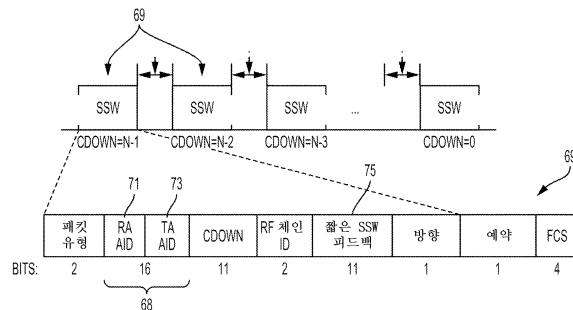 69
SSW
SSW
SSW
...
SSW
CDOWN=N-1
CDOWN=N-2
CDOWN=N-3
CDOWN=0
71
73
75
69
패킷
유형
RA
AID
TA
AID
CDOWN
RF 체인
ID
짧은 SSW
피드백
방향
예약
FCS
BITS:
2
16
11
2
11
1
1
4
68